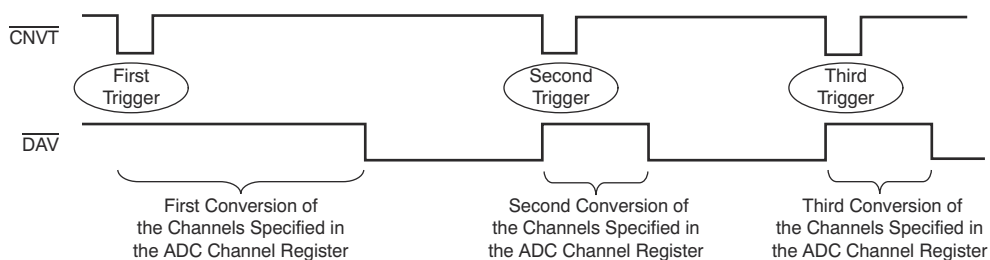 CNVT
First
Trigger
Second
Trigger
Third
Trigger
DAV
First Conversion of
the Channels Specified in
the ADC Channel Register
Second Conversion of
the Channels Specified in
the ADC Channel Register
Third Conversion of
the Channels Specified in
the ADC Channel Register